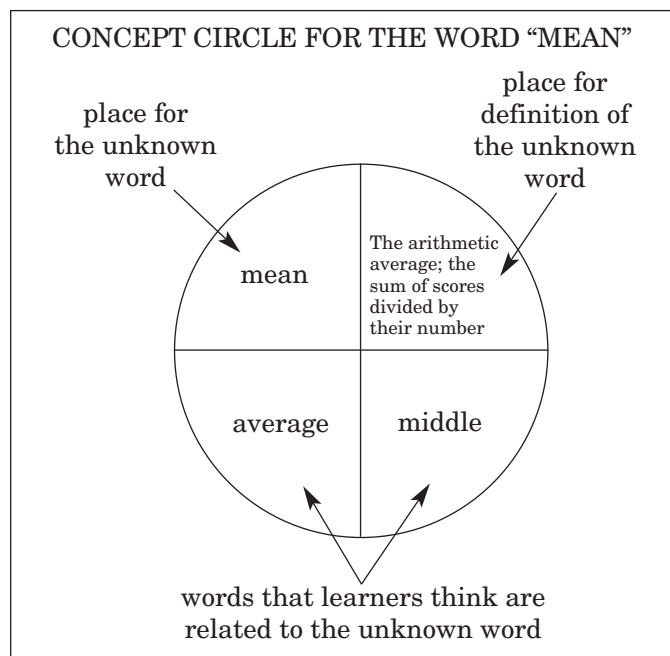 CONCEPT CIRCLE FOR THE WORD “MEAN”
place for
the unknown
word
place for
definition of
the unknown
word
mean
The arithmetic
average; the
sum of scores
divided by
their number
average
middle
words that learners think are
related to the unknown word